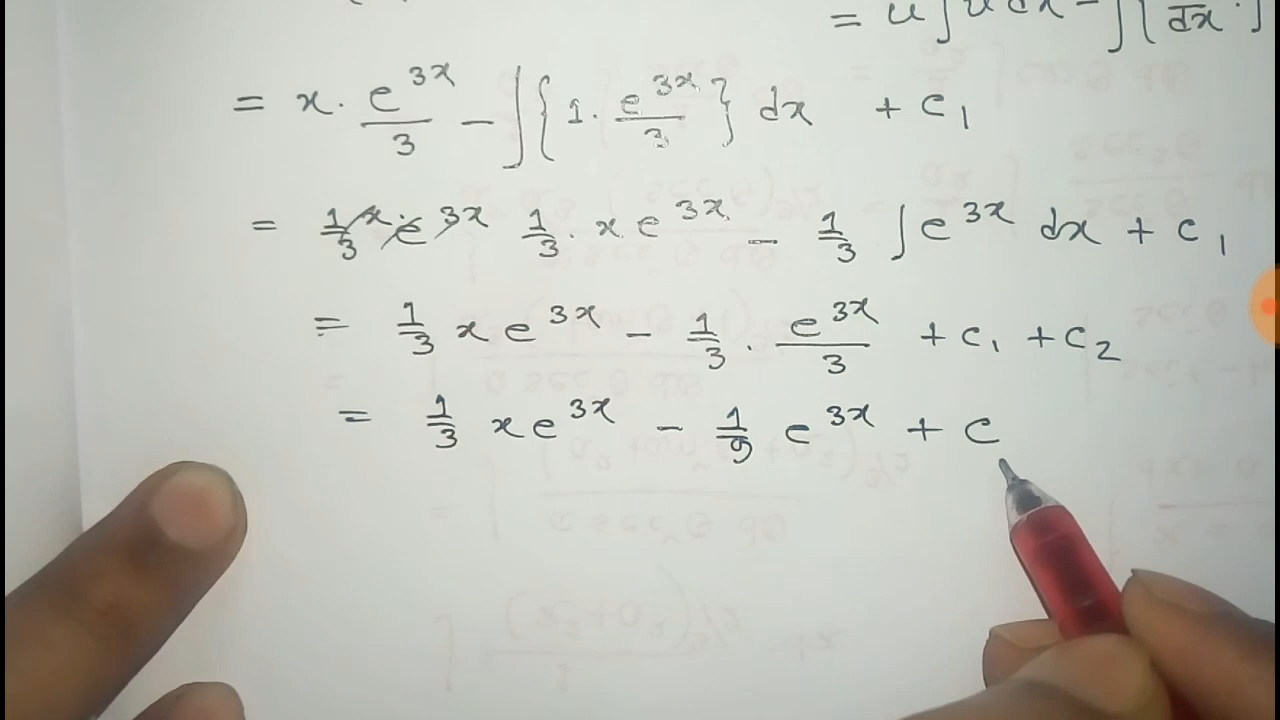 = u∫u dx - ∫{ dx .
= x. e^3x/3 - ∫{1. e^3x/3} dx + c₁
= 1/3 x. e^3x 1/3. x e^3x - 1/3 ∫e^3x dx + c₁
= 1/3 x e^3x - 1/3 . e^3x/3 + c₁ + c₂
= 1/3 x e^3x - 1/9 e^3x + c